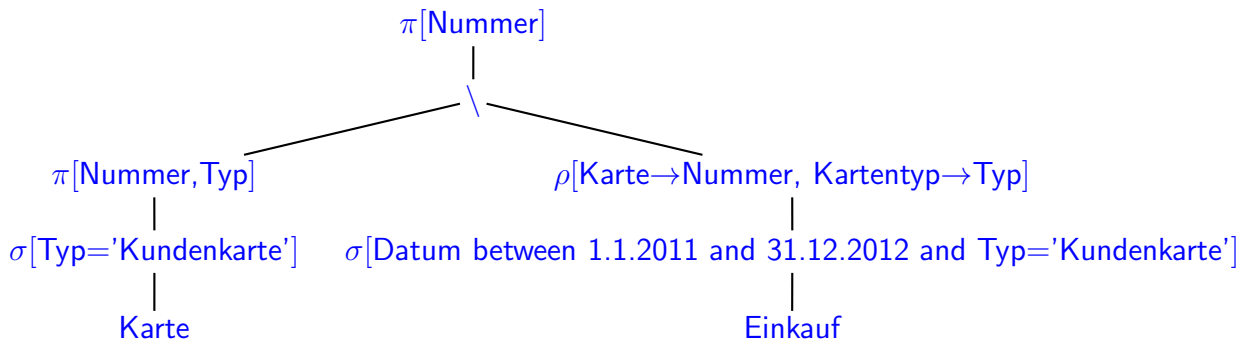 π[Nummer]
\
π[Nummer,Typ] ρ[Karte→Nummer, Kartentyp→Typ]
σ[Typ='Kundenkarte'] σ[Datum between 1.1.2011 and 31.12.2012 and Typ='Kundenkarte']
Karte Einkauf